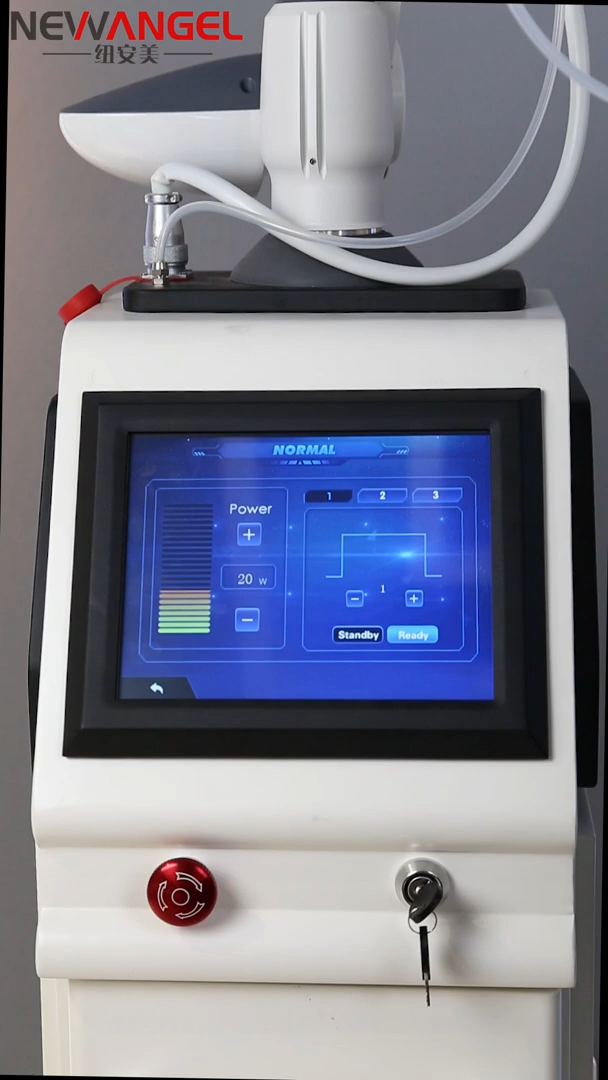 NEWANGEL
纽安美
NORMAL
Power
1 2 3
+
20 W
−
− 1 +
Standby Ready